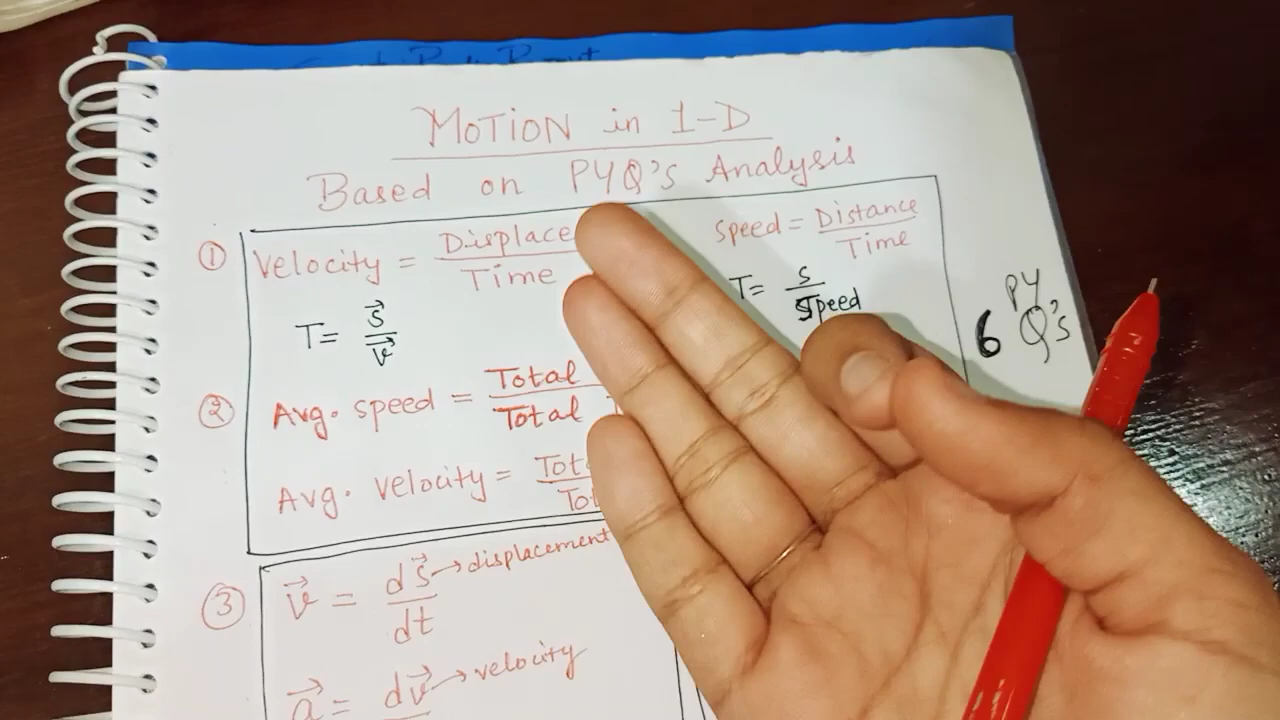 MOTION in 1-D
Based on PYQ's Analysis
① Velocity = Displace / Time
Speed = Distance / Time
T = s⃗ / v⃗
T = s / Speed
6 PY Q's
② Avg. speed = Total / Total
Avg. velocity = Tot / Tot
③ v⃗ = ds⃗ / dt → displacement
a⃗ = dv⃗ → velocity